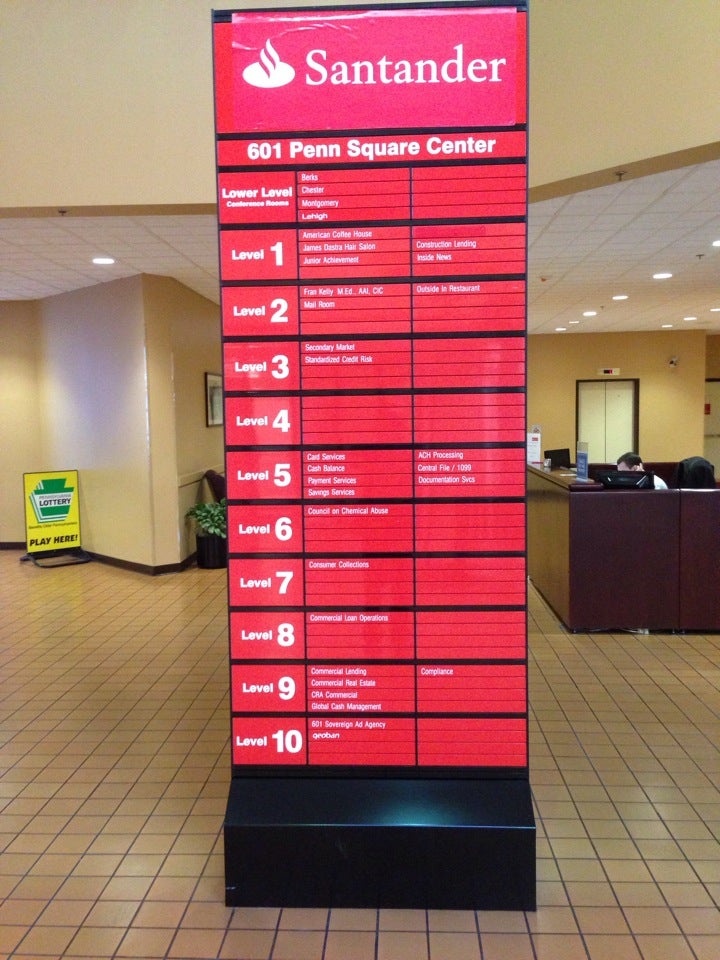 Santander
601 Penn Square Center
Lower Level
Conference Rooms
Berks
Chester
Montgomery
Lehigh
Level 1
American Coffee House
James Dastra Hair Salon
Junior Achievement
Construction Lending
Inside News
Level 2
Fran Kelly M.Ed., AAI, CIC
Mail Room
Outside In Restaurant
Level 3
Secondary Market
Standardized Credit Risk
Level 4
Level 5
Card Services
Cash Balance
Payment Services
Savings Services
ACH Processing
Central File / 1099
Documentation Svcs
Level 6
Council on Chemical Abuse
Level 7
Consumer Collections
Level 8
Commercial Loan Operations
Level 9
Commercial Lending
Commercial Real Estate
CRA Commercial
Global Cash Management
Compliance
Level 10
601 Sovereign Ad Agency
geoban
PENNSYLVANIA
LOTTERY
Benefits Older Pennsylvanians
PLAY HERE!